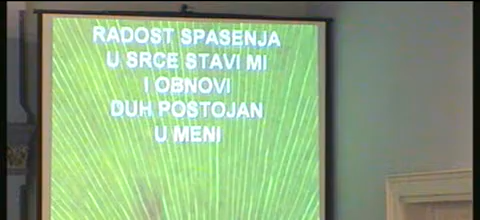 RADOST SPASENJA
U SRCE STAVI MI
I OBNOVI
DUH POSTOJAN
U MENI